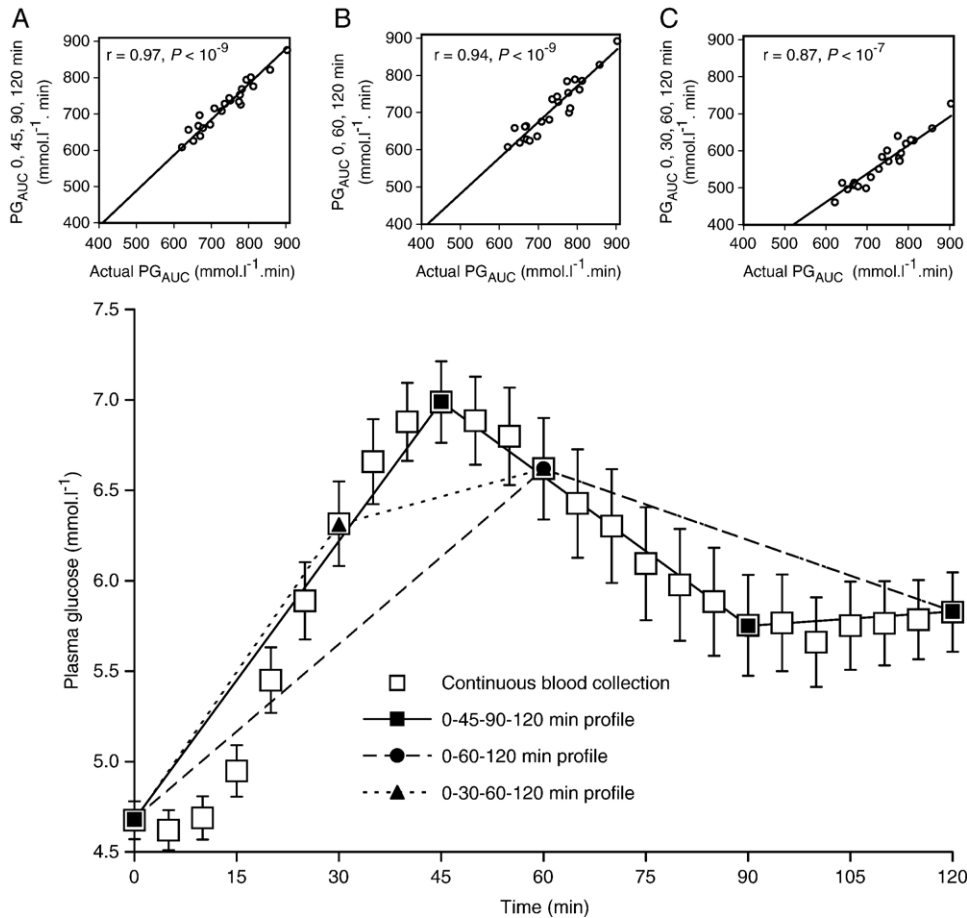 A
PG_AUC 0, 45, 90, 120 min
(mmol.l⁻¹. min)
900
800
700
600
500
400
r = 0.97, P < 10⁻⁹
400 500 600 700 800 900
Actual PG_AUC (mmol.l⁻¹.min)
B
PG_AUC 0, 60, 120 min
(mmol.l⁻¹. min)
900
800
700
600
500
400
r = 0.94, P < 10⁻⁹
400 500 600 700 800 900
Actual PG_AUC (mmol.l⁻¹.min)
C
PG_AUC 0, 30, 60, 120 min
(mmol.l⁻¹. min)
900
800
700
600
500
400
r = 0.87, P < 10⁻⁷
400 500 600 700 800 900
Actual PG_AUC (mmol.l⁻¹.min)
Plasma glucose (mmol.l⁻¹)
7.5
7.0
6.5
6.0
5.5
5.0
4.5
Continuous blood collection
0-45-90-120 min profile
0-60-120 min profile
0-30-60-120 min profile
0 15 30 45 60 75 90 105 120
Time (min)